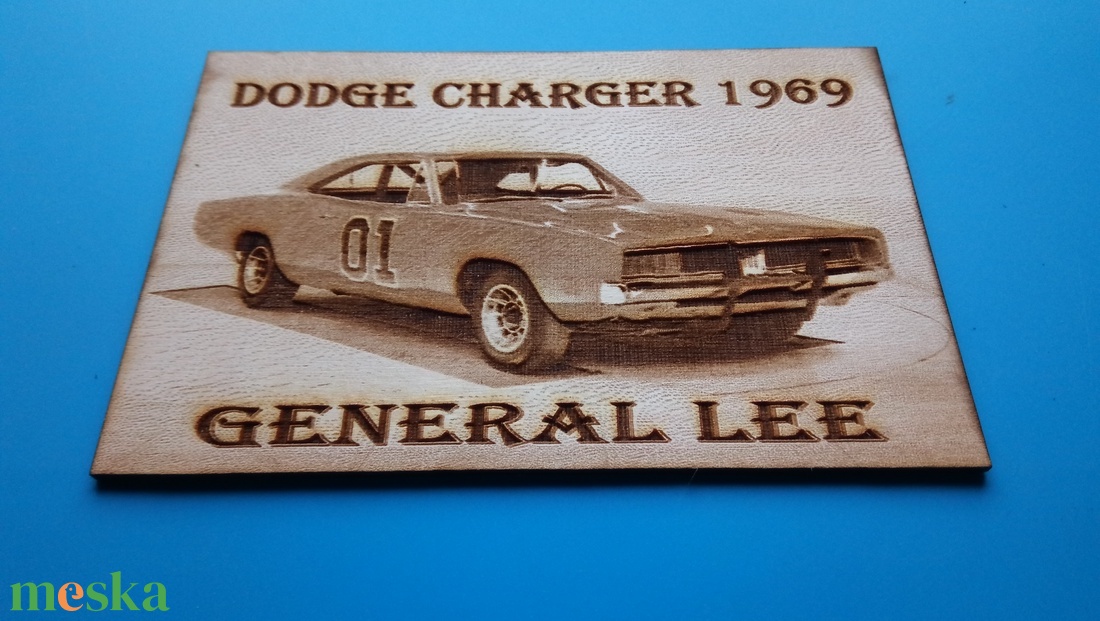 DODGE CHARGER 1969
01
GENERAL LEE
meska